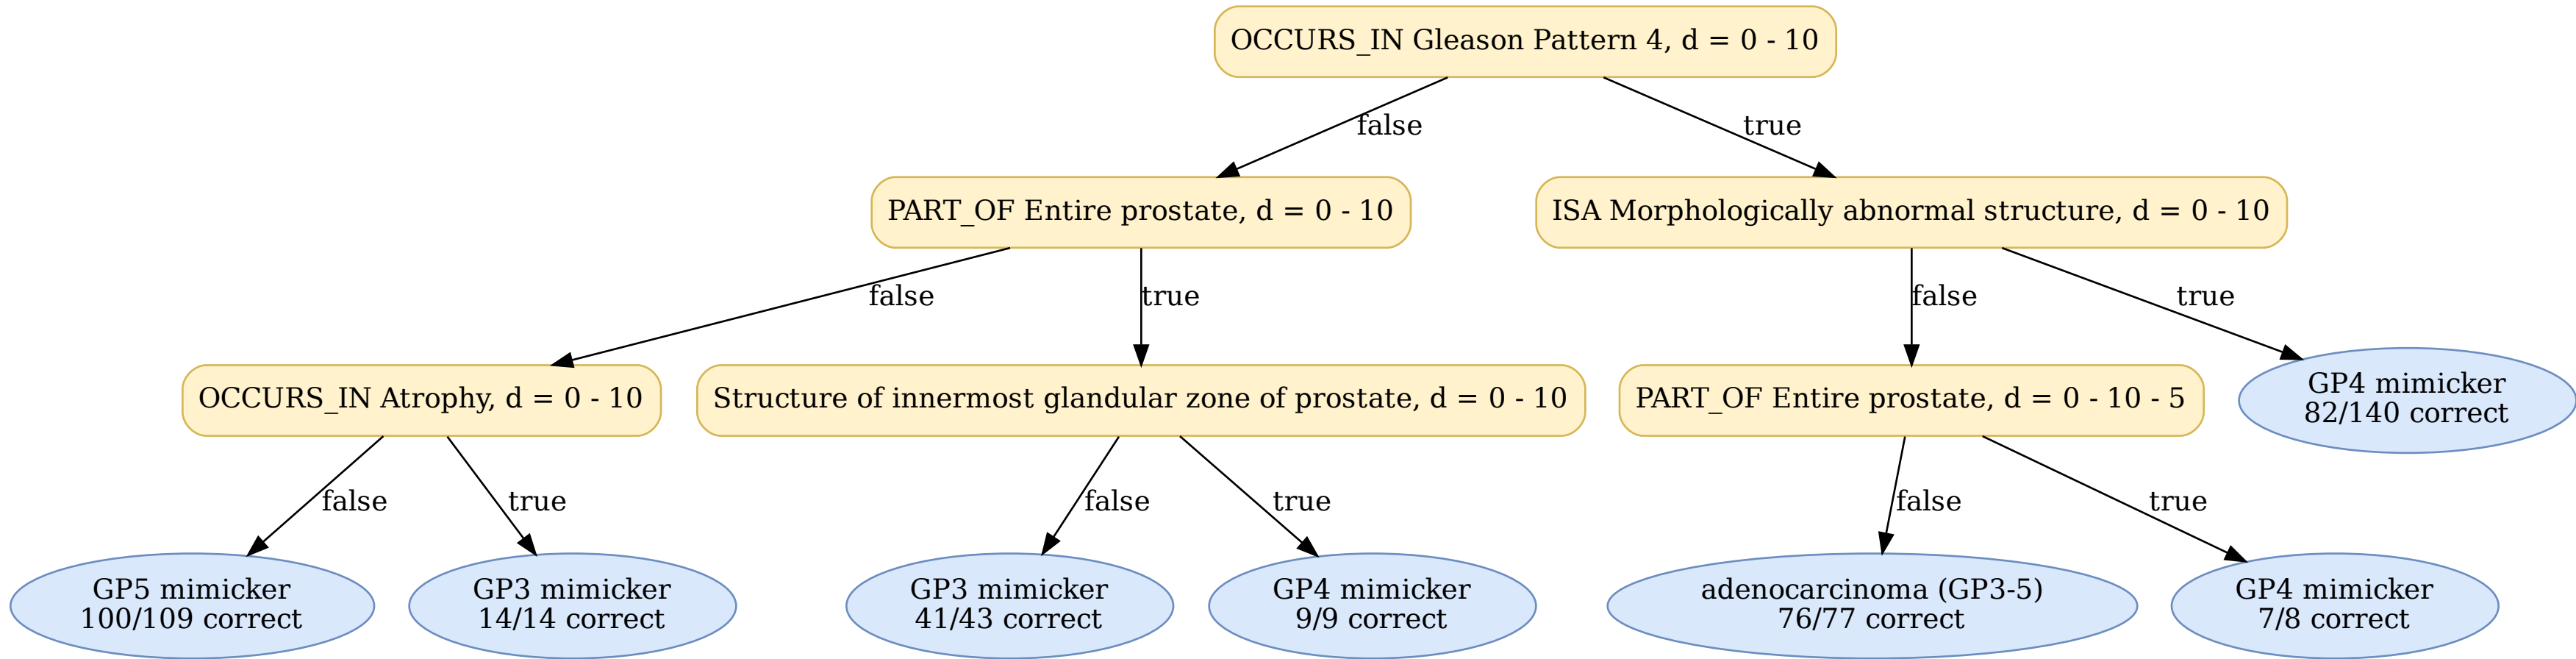 OCCURS_IN Gleason Pattern 4, d = 0 - 10
false
true
PART_OF Entire prostate, d = 0 - 10
ISA Morphologically abnormal structure, d = 0 - 10
false
true
false
true
OCCURS_IN Atrophy, d = 0 - 10
Structure of innermost glandular zone of prostate, d = 0 - 10
PART_OF Entire prostate, d = 0 - 10 - 5
GP4 mimicker
82/140 correct
false
true
false
true
false
true
GP5 mimicker
100/109 correct
GP3 mimicker
14/14 correct
GP3 mimicker
41/43 correct
GP4 mimicker
9/9 correct
adenocarcinoma (GP3-5)
76/77 correct
GP4 mimicker
7/8 correct